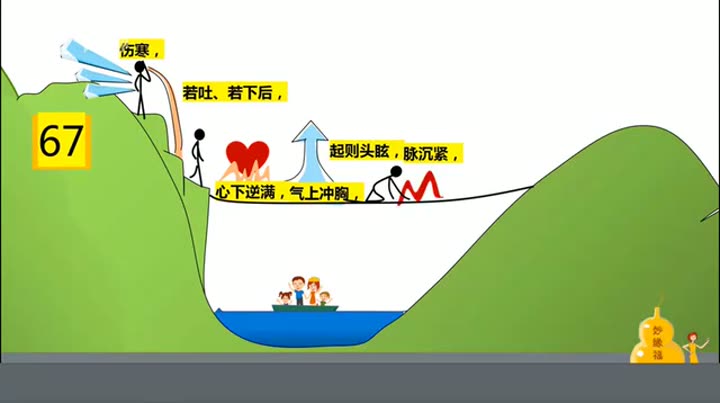 伤寒，
若吐、若下后，
67
起则头眩，
脉沉紧，
心下逆满，气上冲胸，
妙缘福